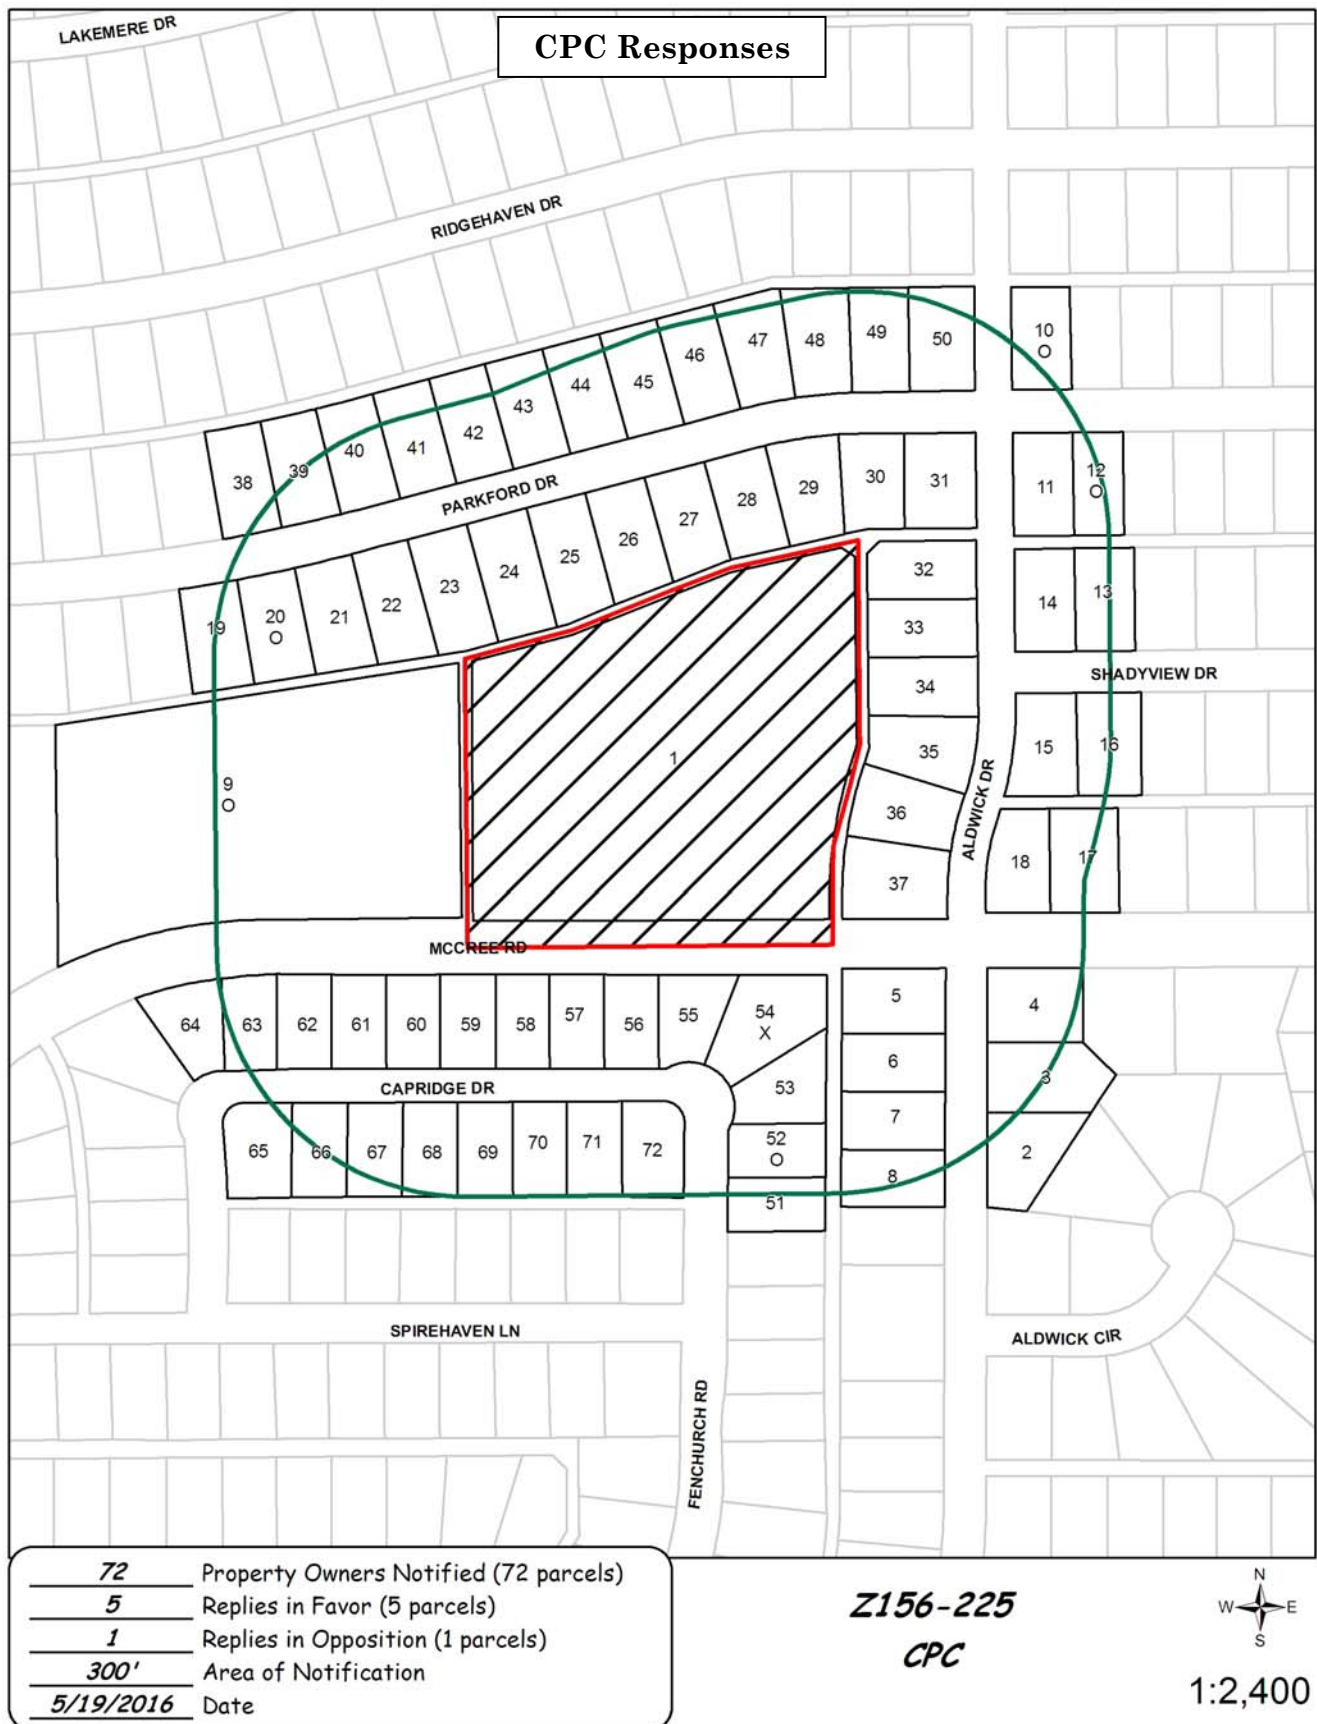 LAKEMERE DR
CPC Responses
RIDGEHAVEN DR
10
O
47 48 49 50
46
45
44
43
42
41
40
39
38
PARKFORD DR
12
O
11
31
30
29
28
27
26
25
24
23
22
21
20
O
19
32
33
34
35
36
37
14
13
SHADYVIEW DR
15
16
ALDWICK DR
18
17
1
9
O
MCCREE RD
64 63 62 61 60 59 58 57 56 55
54
X
53
5
6
7
8
4
3
2
CAPRIDGE DR
65 66 67 68 69 70 71 72
52
O
51
SPIREHAVEN LN
FENCHURCH RD
ALDWICK CIR
72 Property Owners Notified (72 parcels)
5 Replies in Favor (5 parcels)
1 Replies in Opposition (1 parcels)
300' Area of Notification
5/19/2016 Date
Z156-225
CPC
N
W E
S
1:2,400